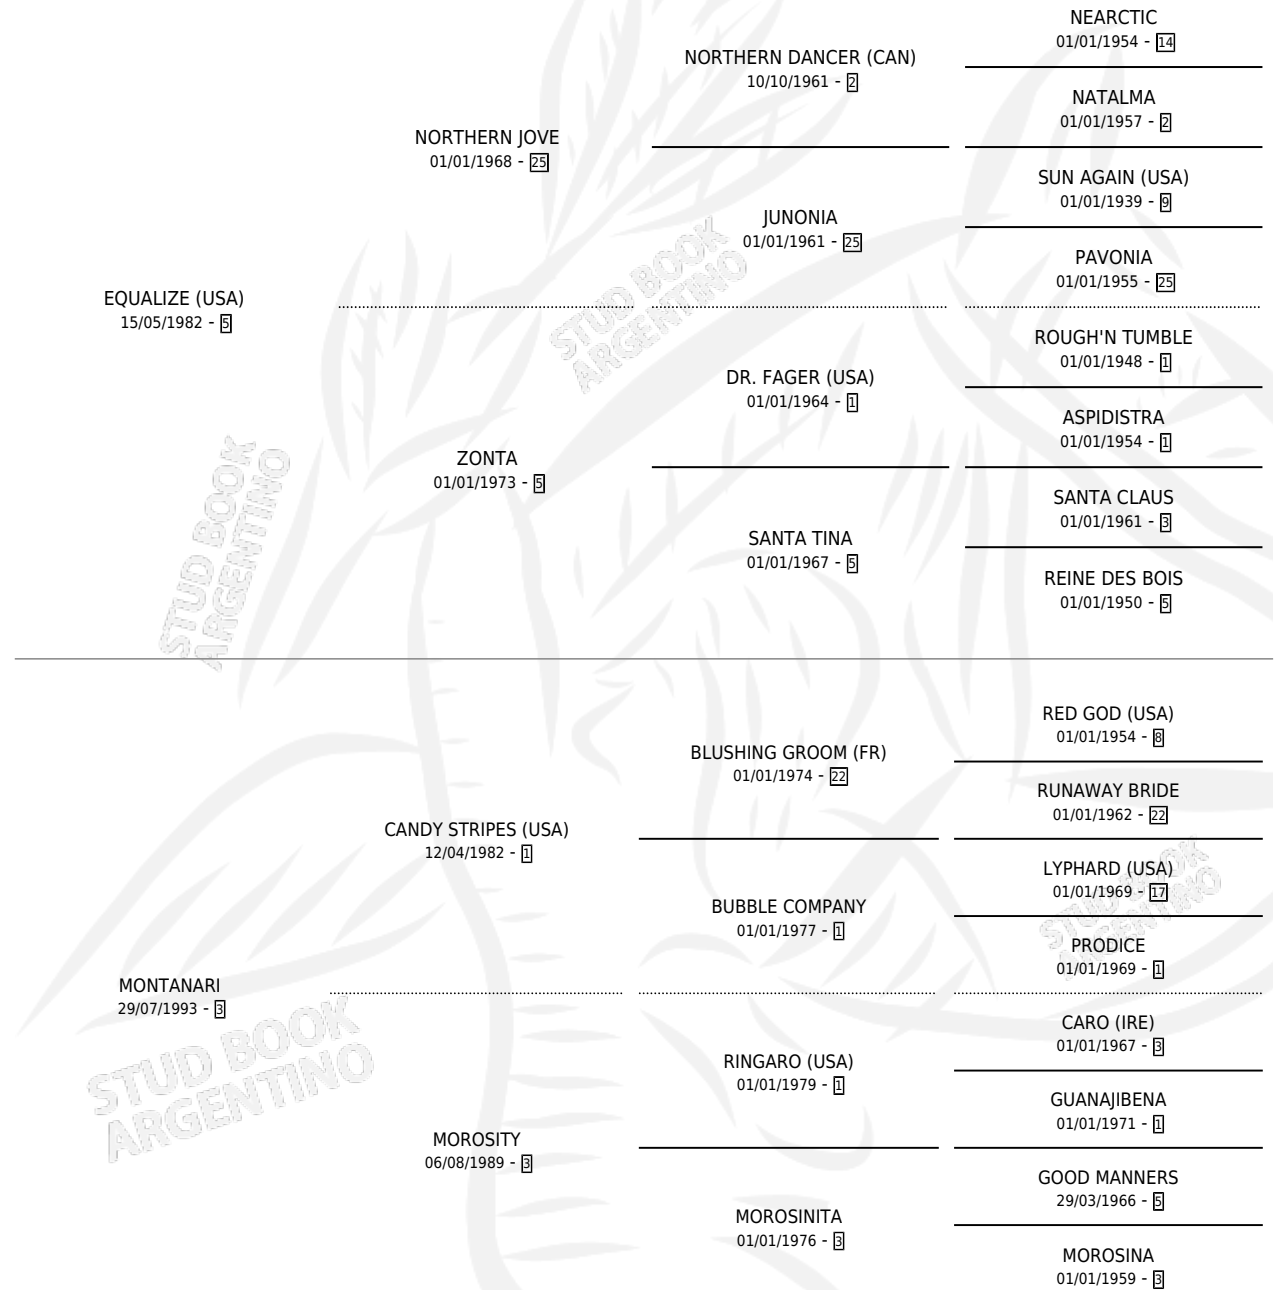 NEARCTIC
01/01/1954 - 14
NORTHERN DANCER (CAN)
10/10/1961 - 2
NATALMA
01/01/1957 - 2
NORTHERN JOVE
01/01/1968 - 25
SUN AGAIN (USA)
01/01/1939 - 9
JUNONIA
01/01/1961 - 25
PAVONIA
01/01/1955 - 25
EQUALIZE (USA)
15/05/1982 - 5
STUD BOOK
ARGENTINO
ROUGH'N TUMBLE
01/01/1948 - 1
DR. FAGER (USA)
01/01/1964 - 1
ASPIDISTRA
01/01/1954 - 1
ZONTA
01/01/1973 - 5
SANTA CLAUS
01/01/1961 - 3
SANTA TINA
01/01/1967 - 5
REINE DES BOIS
01/01/1950 - 5
STUD BOOK
ARGENTINO
RED GOD (USA)
01/01/1954 - 8
BLUSHING GROOM (FR)
01/01/1974 - 22
RUNAWAY BRIDE
01/01/1962 - 22
CANDY STRIPES (USA)
12/04/1982 - 1
LYPHARD (USA)
01/01/1969 - 17
BUBBLE COMPANY
01/01/1977 - 1
STUD BOOK
ARGENTINO
PRODICE
01/01/1969 - 1
MONTANARI
29/07/1993 - 3
CARO (IRE)
01/01/1967 - 3
RINGARO (USA)
01/01/1979 - 1
STUD BOOK
ARGENTINO
GUANAJIBENA
01/01/1971 - 1
MOROSITY
06/08/1989 - 3
GOOD MANNERS
29/03/1966 - 5
MOROSINITA
01/01/1976 - 3
MOROSINA
01/01/1959 - 3